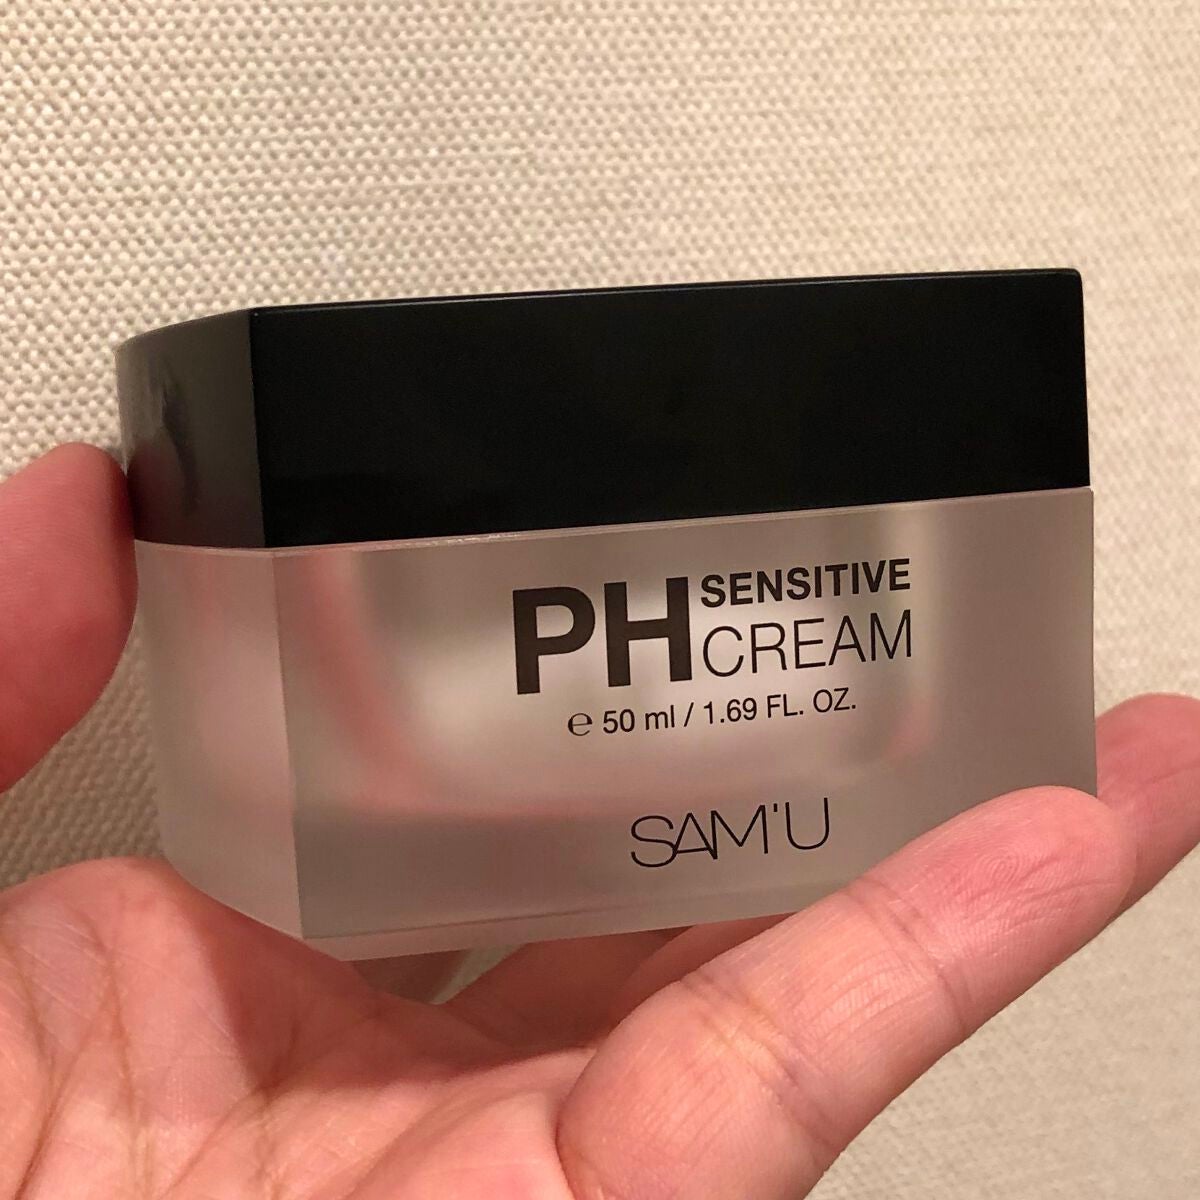 PH SENSITIVE
CREAM
℮ 50 ml / 1.69 FL. OZ.
SAM'U